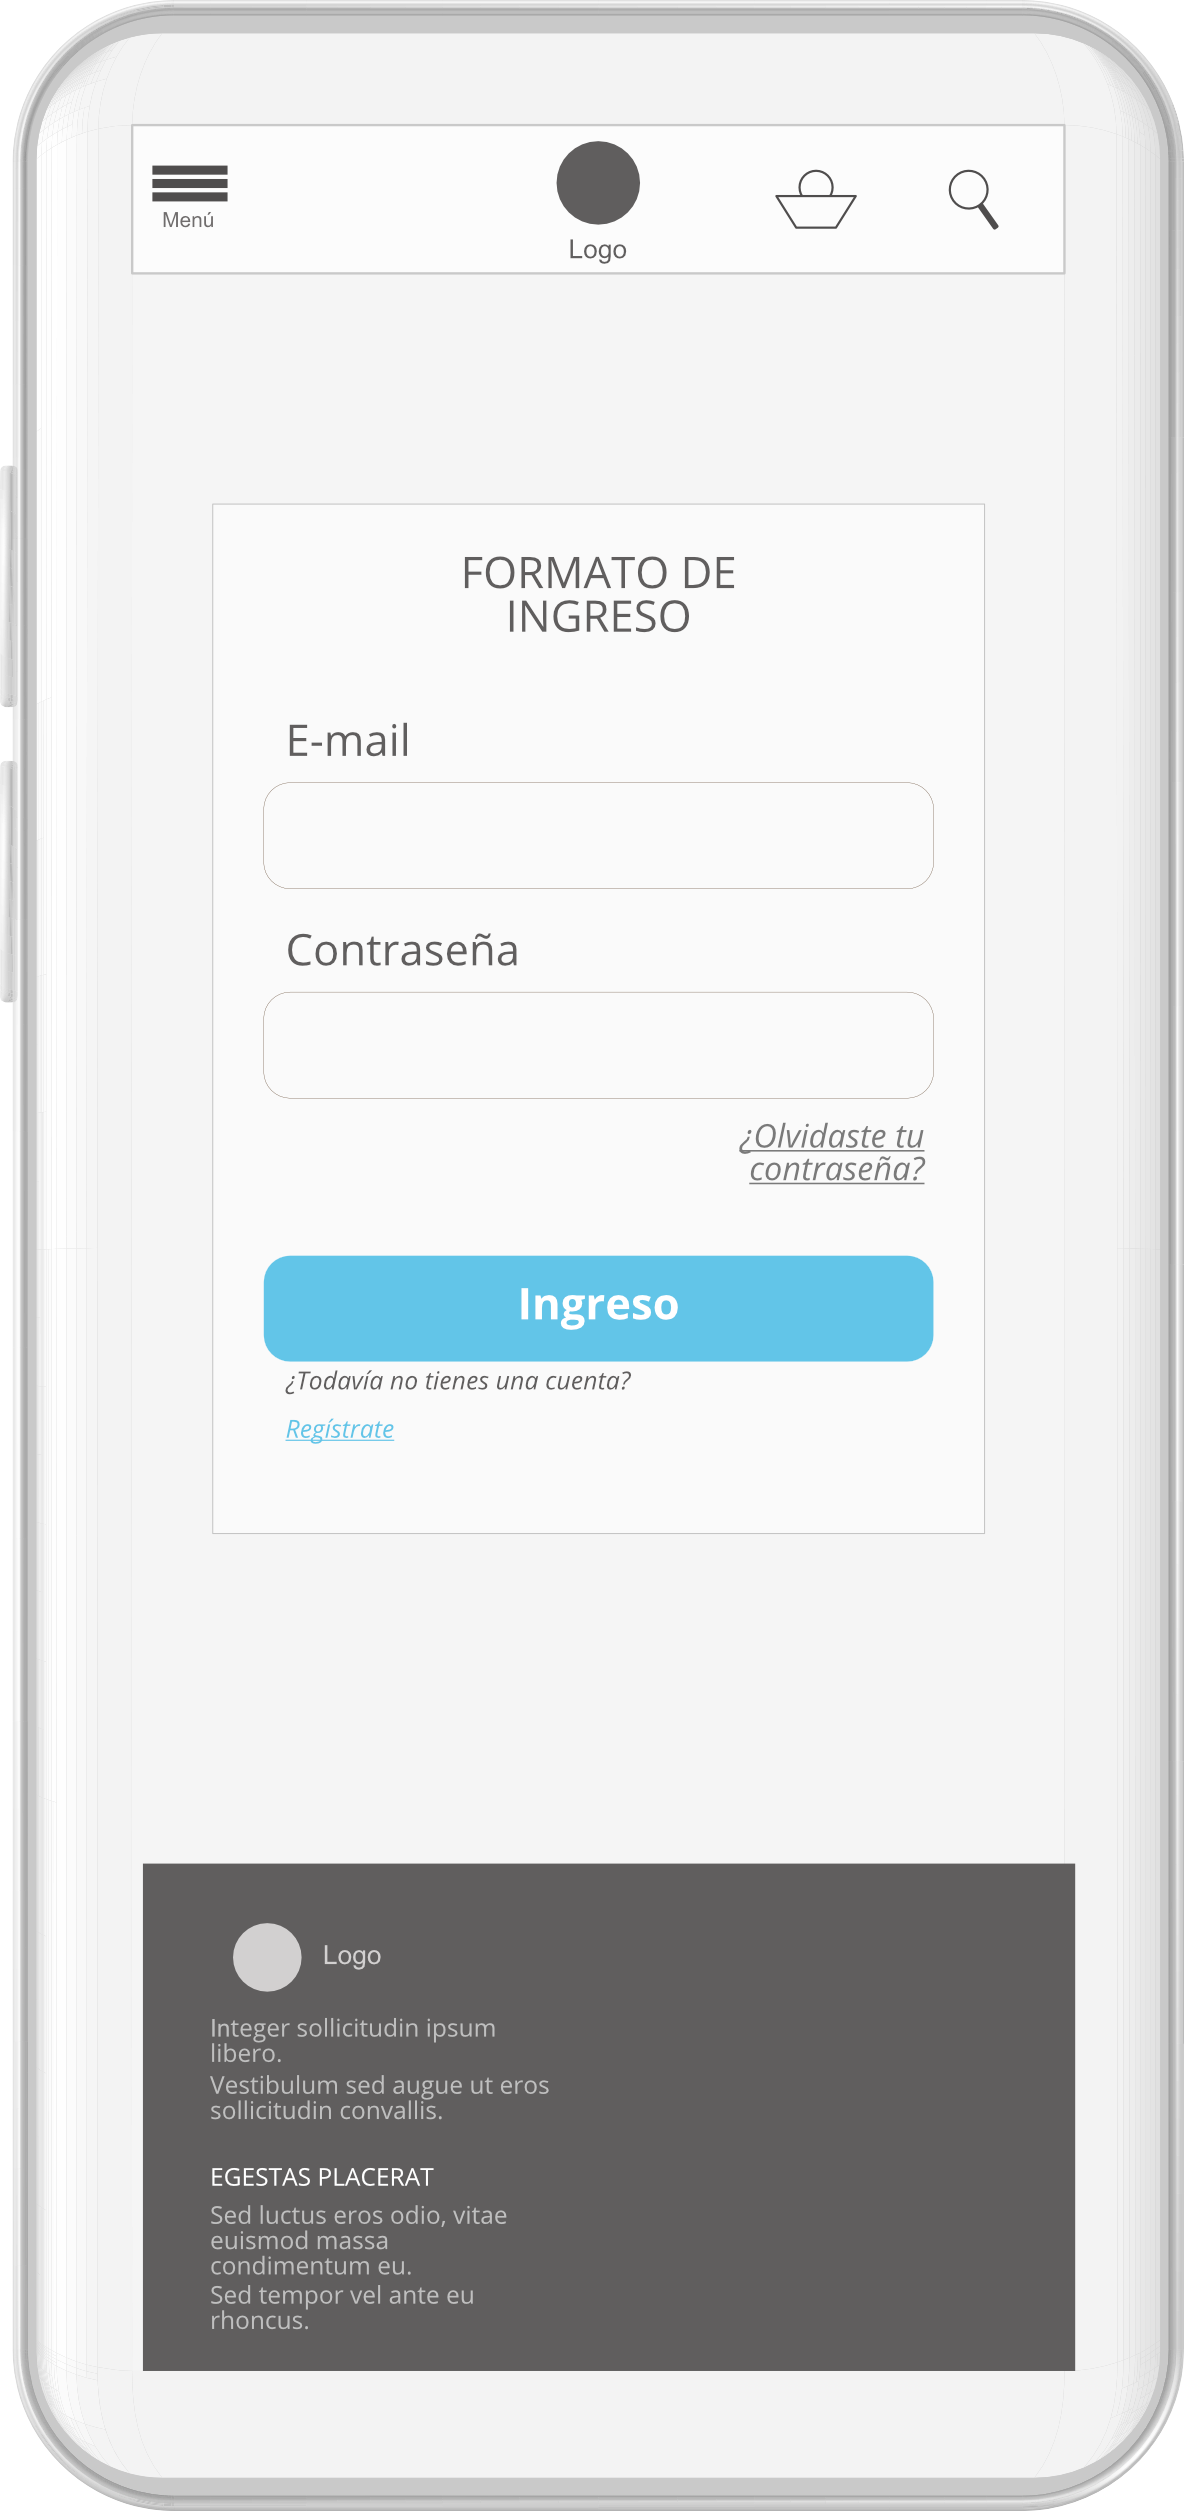 Menú
Logo
FORMATO DE
INGRESO
E-mail
Contraseña
¿Olvidaste tu
contraseña?
Ingreso
¿Todavía no tienes una cuenta?
Regístrate
Logo
Integer sollicitudin ipsum
libero.
Vestibulum sed augue ut eros
sollicitudin convallis.
EGESTAS PLACERAT
Sed luctus eros odio, vitae
euismod massa
condimentum eu.
Sed tempor vel ante eu
rhoncus.